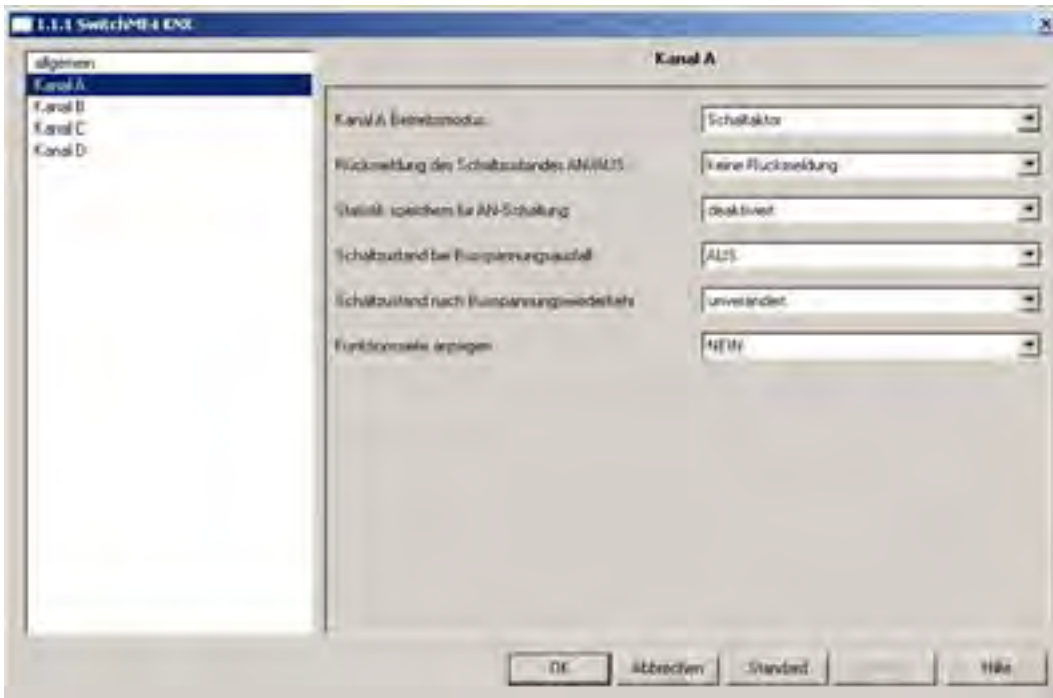 1.1.1 SwitchME4 KNX
allgemein
Kanal A
Kanal B
Kanal C
Kanal D
Kanal A
Kanal A Betriebsmodus
Schaltaktor
Rückmeldung des Schaltzustandes AN/AUS
keine Rückmeldung
Statistik speichern für AN-Schaltung
deaktiviert
Schaltzustand bei Busspannungsausfall
AUS
Schaltzustand nach Busspannungswiederkehr
unverändert
Funktionsseite anzeigen
NEIN
OK Abbrechen Standard Hilfe